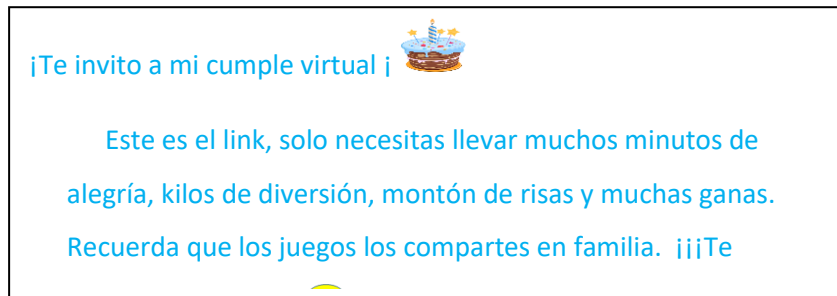 ¡Te invito a mi cumple virtual ¡
Este es el link, solo necesitas llevar muchos minutos de
alegría, kilos de diversión, montón de risas y muchas ganas.
Recuerda que los juegos los compartes en familia. ¡¡¡Te